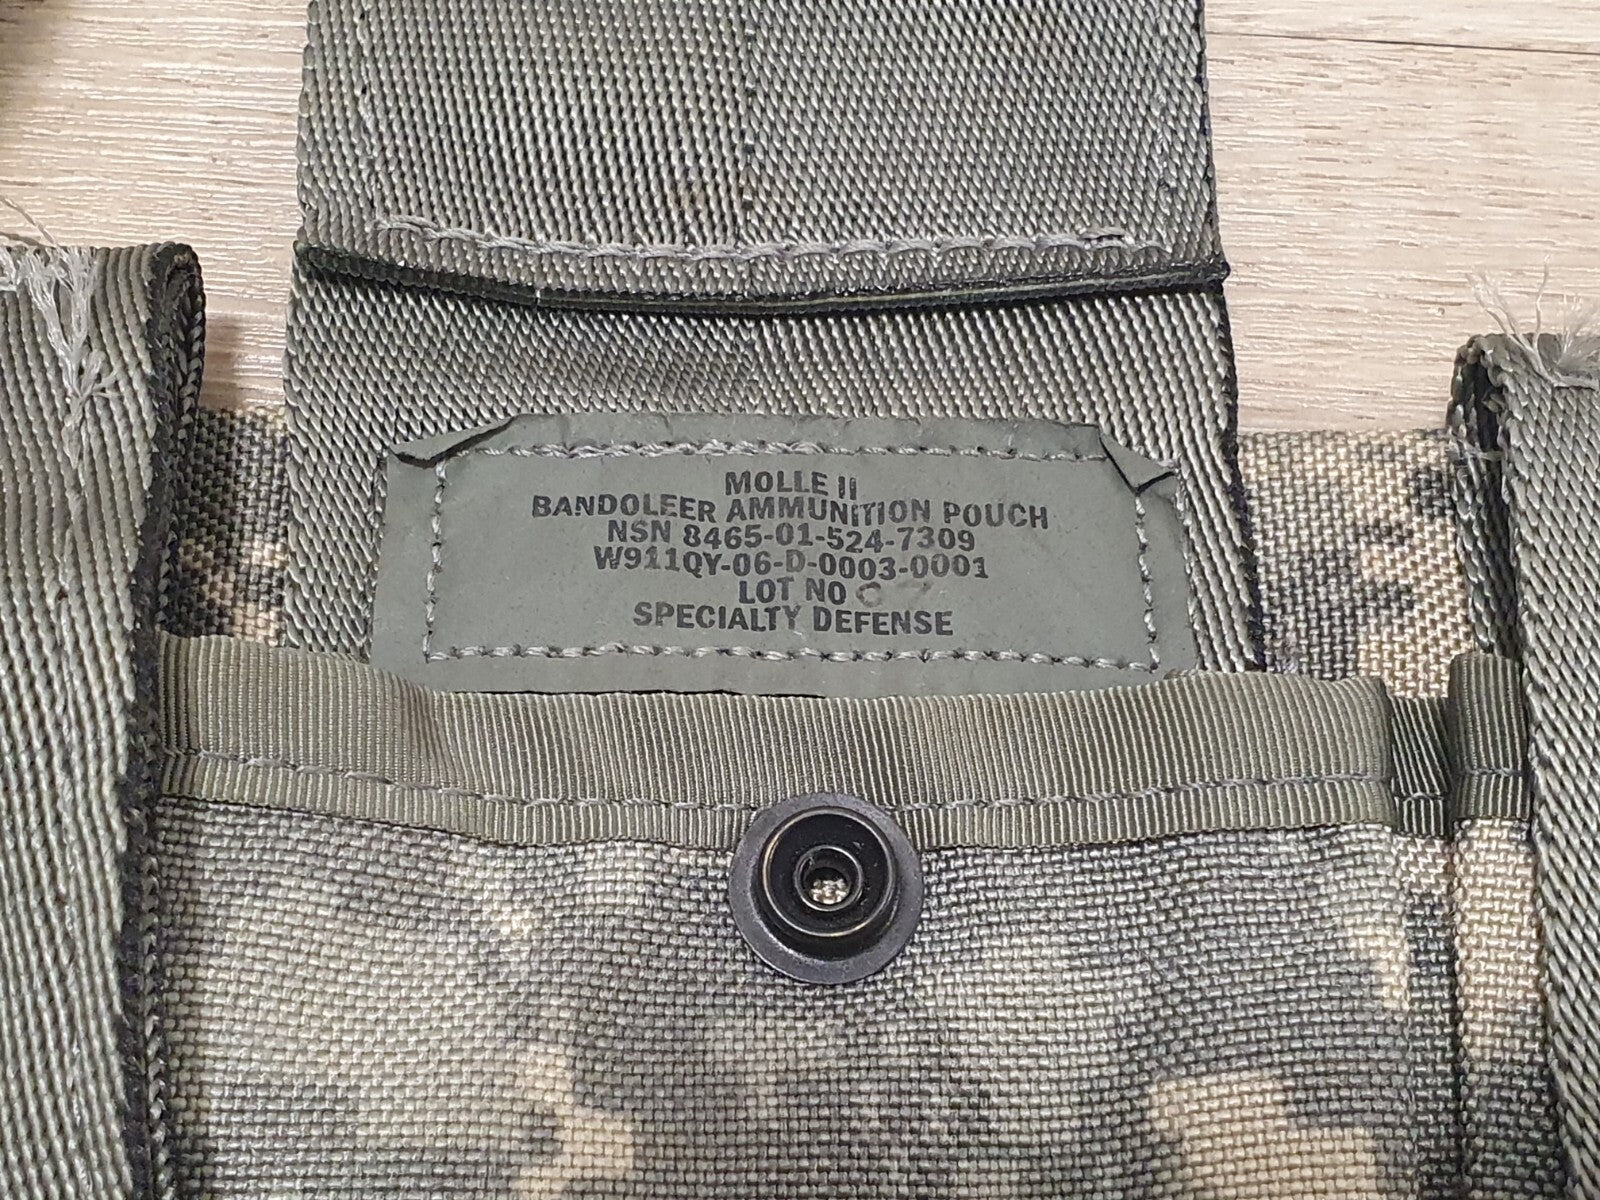 MOLLE II
BANDOLEER AMMUNITION POUCH
NSN 8465-01-524-7309
W911QY-06-D-0003-0001
LOT NO
SPECIALTY DEFENSE